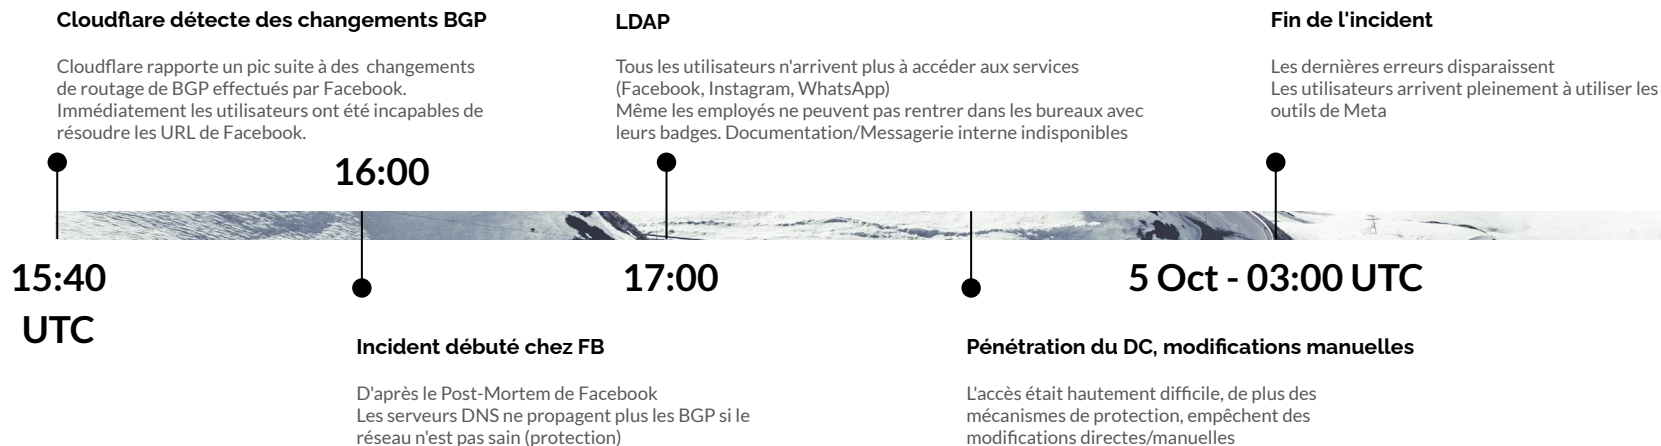 Cloudflare détecte des changements BGP
Cloudflare rapporte un pic suite à des changements
de routage de BGP effectués par Facebook.
Immédiatement les utilisateurs ont été incapables de
résoudre les URL de Facebook.
15:40
UTC
16:00
Incident débuté chez FB
D'après le Post-Mortem de Facebook
Les serveurs DNS ne propagent plus les BGP si le
réseau n'est pas sain (protection)
LDAP
Tous les utilisateurs n'arrivent plus à accéder aux services
(Facebook, Instagram, WhatsApp)
Même les employés ne peuvent pas rentrer dans les bureaux avec
leurs badges. Documentation/Messagerie interne indisponibles
17:00
Pénétration du DC, modifications manuelles
L'accès était hautement difficile, de plus des
mécanismes de protection, empêchent des
modifications directes/manuelles
Fin de l'incident
Les dernières erreurs disparaissent
Les utilisateurs arrivent pleinement à utiliser les
outils de Meta
5 Oct - 03:00 UTC